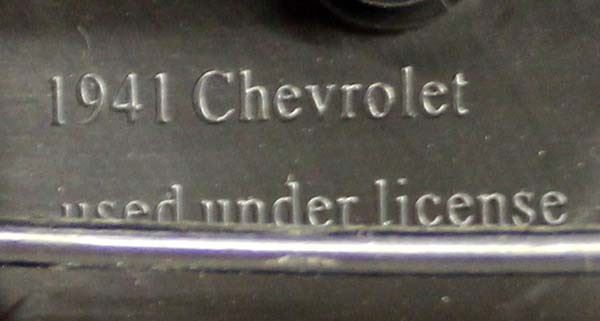 1941 Chevrolet
used under license